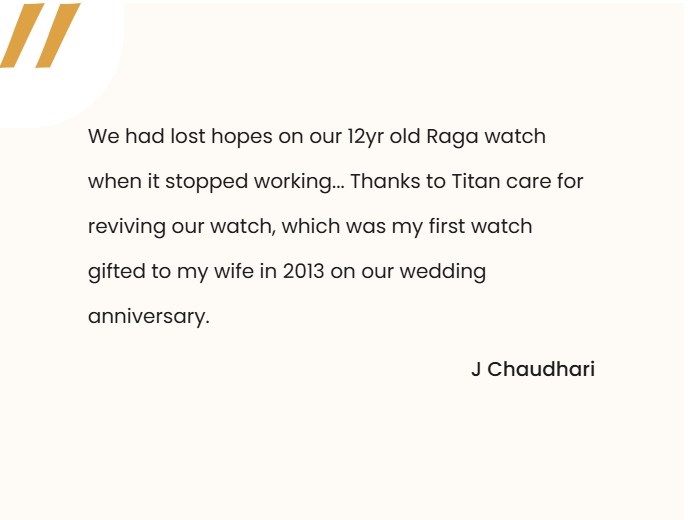 We had lost hopes on our 12yr old Raga watch
when it stopped working... Thanks to Titan care for
reviving our watch, which was my first watch
gifted to my wife in 2013 on our wedding
anniversary.
J Chaudhari